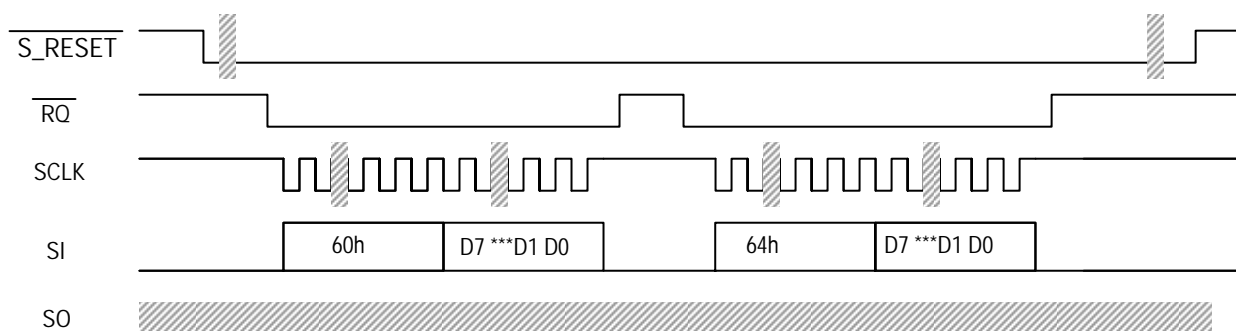 S_RESET
RQ
SCLK
SI 60h D7 ***D1 D0 64h D7 ***D1 D0
SO